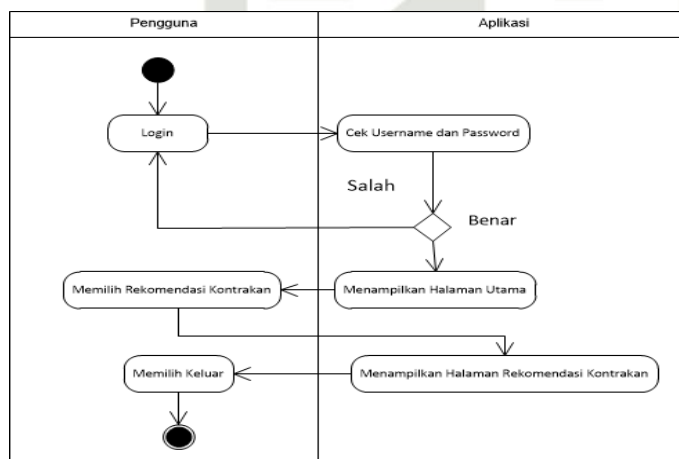 Pengguna
Aplikasi
Login
Cek Username dan Password
Salah
Benar
Memilih Rekomendasi Kontrakan
Menampilkan Halaman Utama
Memilih Keluar
Menampilkan Halaman Rekomendasi Kontrakan